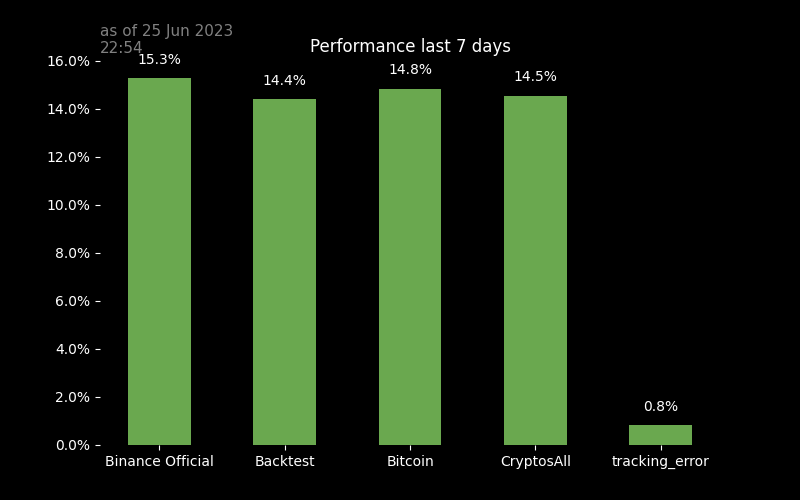 as of 25 Jun 2023
22:54
Performance last 7 days
16.0%
14.0%
12.0%
10.0%
8.0%
6.0%
4.0%
2.0%
0.0%
15.3%
14.4%
14.8%
14.5%
0.8%
Binance Official
Backtest
Bitcoin
CryptosAll
tracking_error